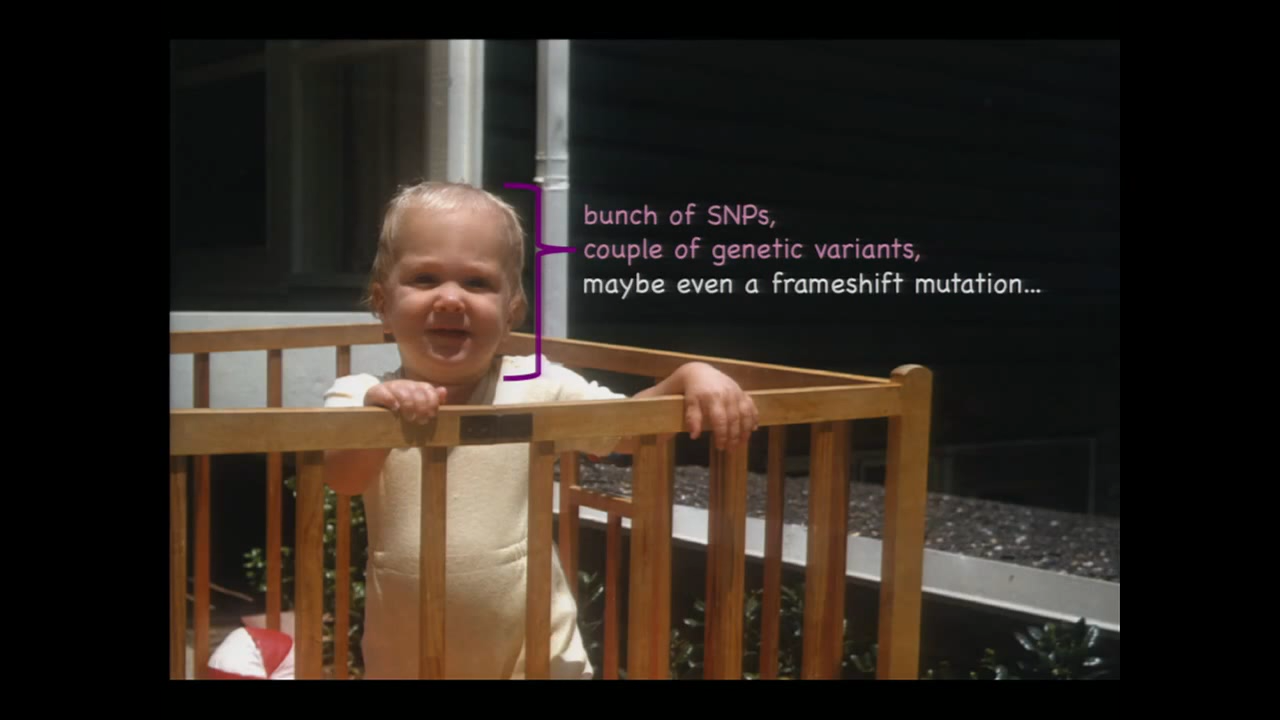 bunch of SNPs,
couple of genetic variants,
maybe even a frameshift mutation...